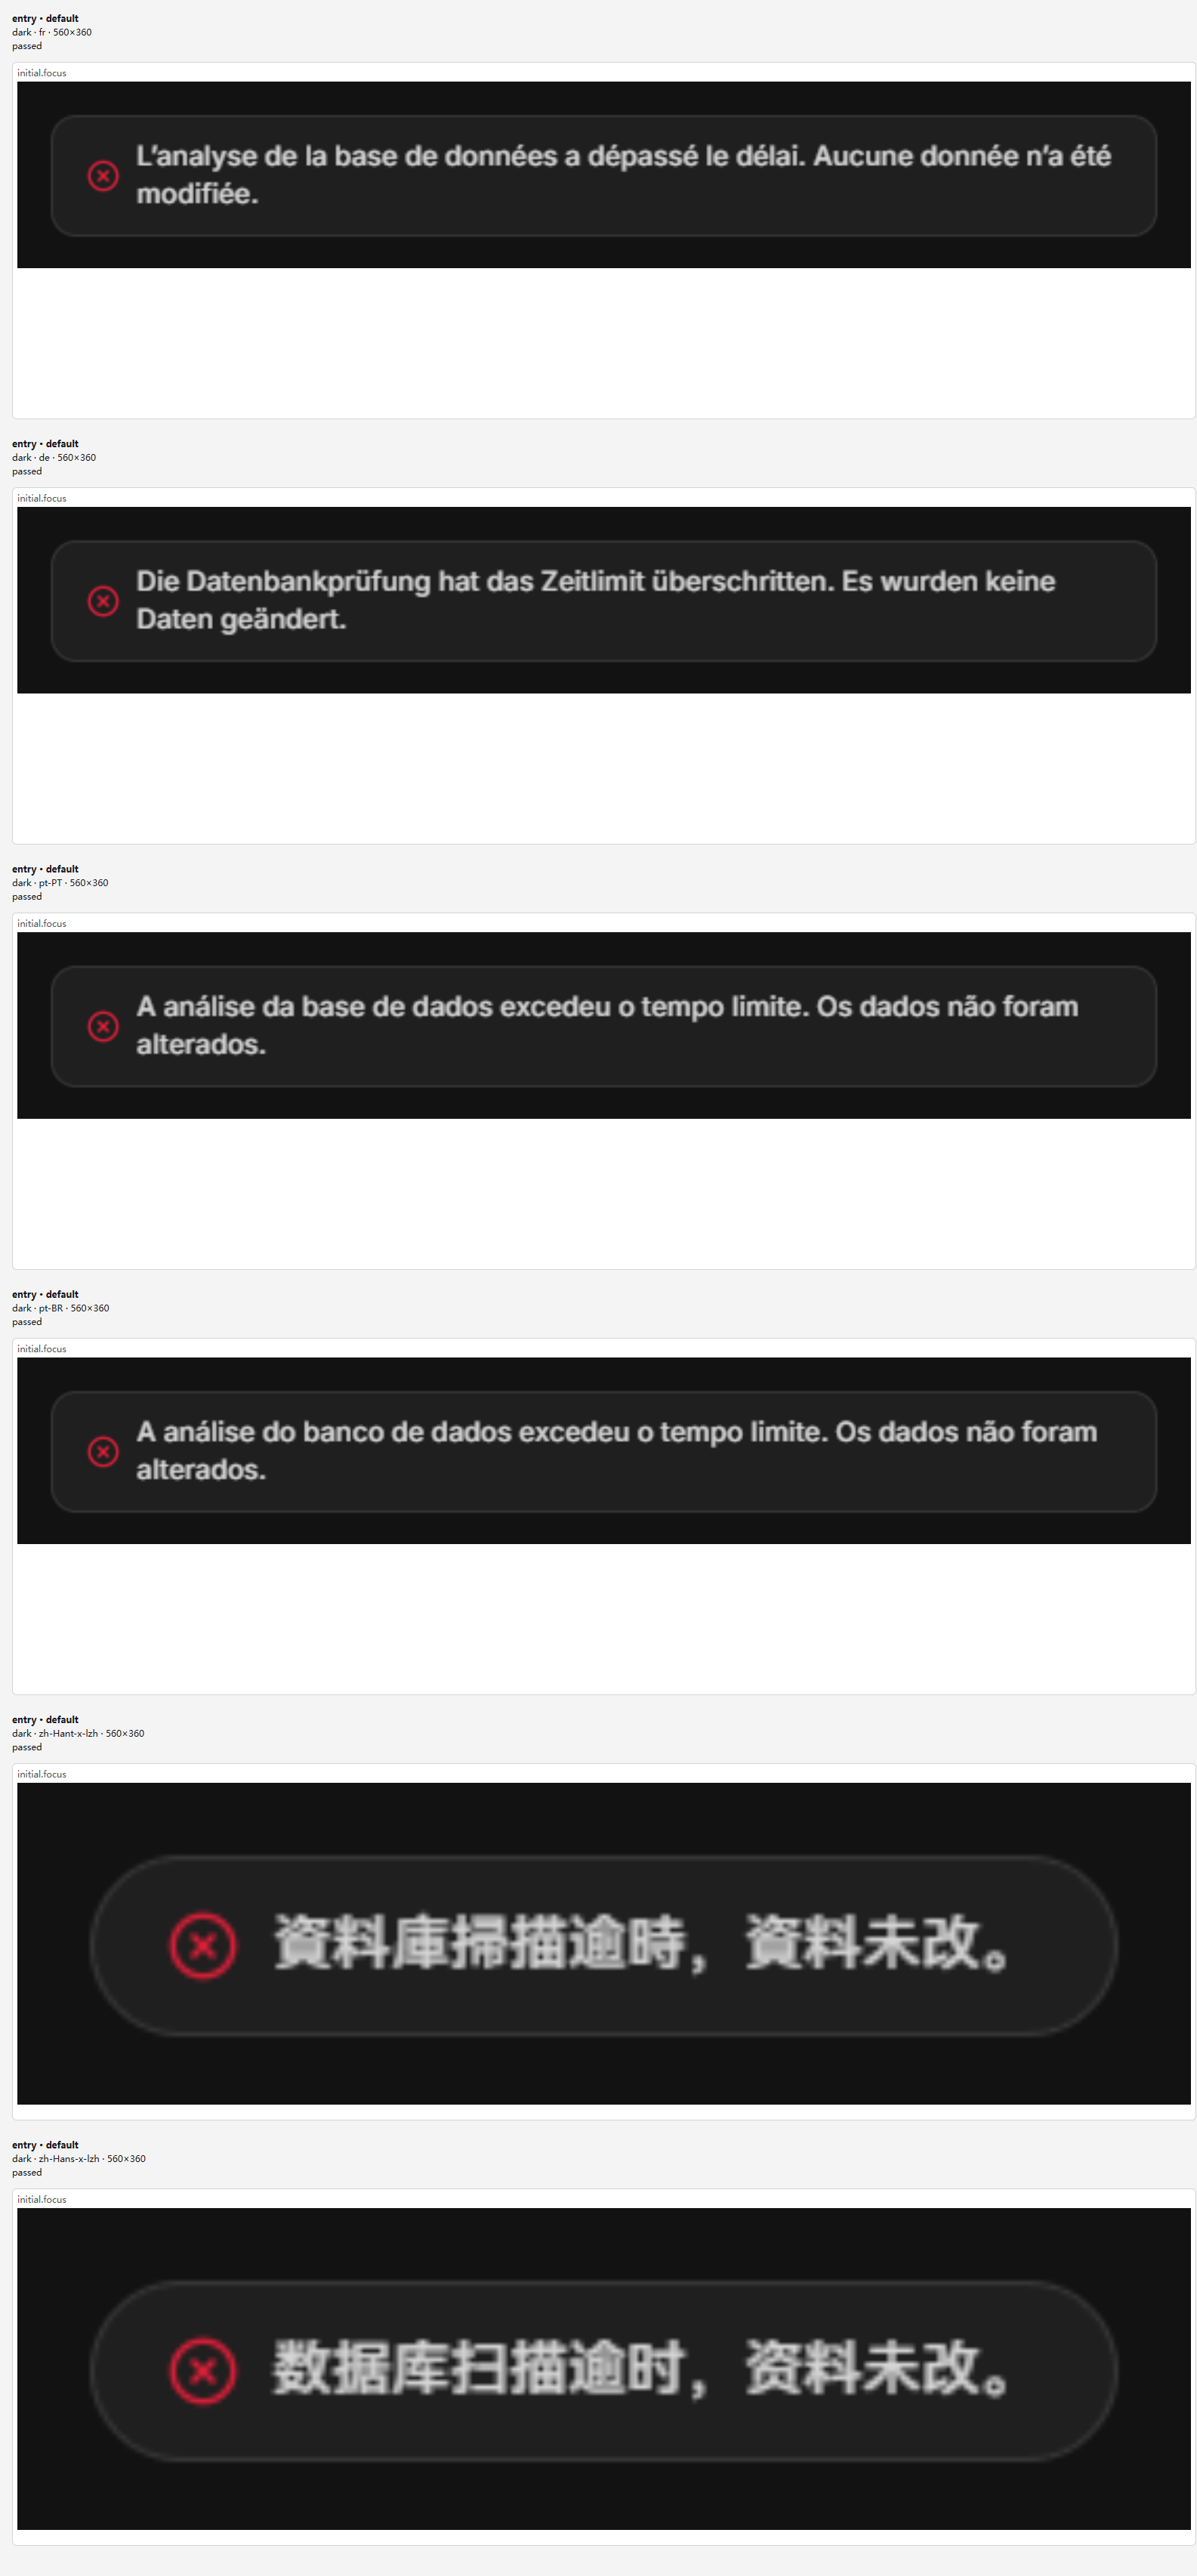 entry • default
dark · fr · 560×360
passed
initial.focus
L’analyse de la base de données a dépassé le délai. Aucune donnée n’a été
modifiée.
entry • default
dark · de · 560×360
passed
initial.focus
Die Datenbankprüfung hat das Zeitlimit überschritten. Es wurden keine
Daten geändert.
entry • default
dark · pt-PT · 560×360
passed
initial.focus
A análise da base de dados excedeu o tempo limite. Os dados não foram
alterados.
entry • default
dark · pt-BR · 560×360
passed
initial.focus
A análise do banco de dados excedeu o tempo limite. Os dados não foram
alterados.
entry • default
dark · zh-Hant-x-lzh · 560×360
passed
initial.focus
資料庫掃描逾時，資料未改。
entry • default
dark · zh-Hans-x-lzh · 560×360
passed
initial.focus
数据库扫描逾时，资料未改。